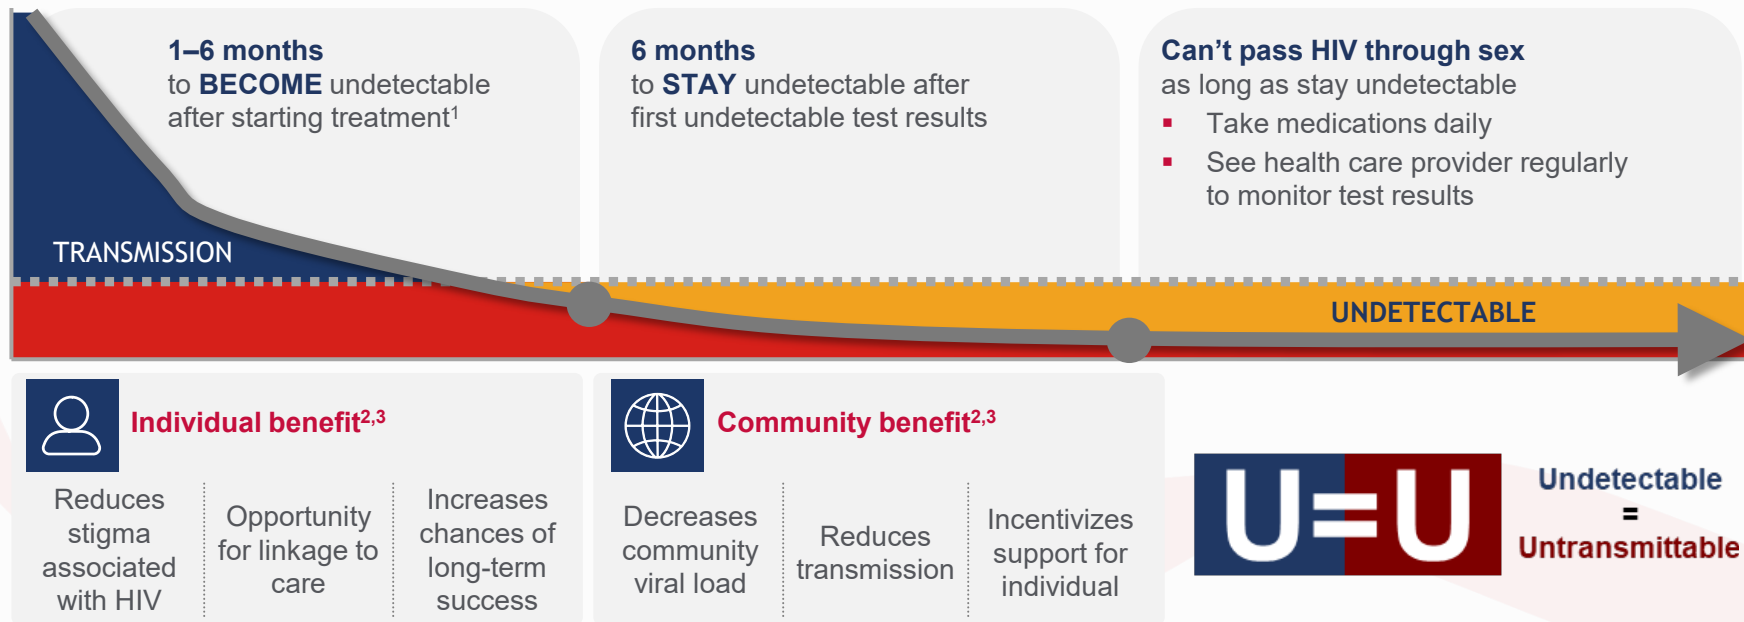 1–6 months
to BECOME undetectable
after starting treatment1
6 months
to STAY undetectable after
first undetectable test results
Can’t pass HIV through sex
as long as stay undetectable
▪ Take medications daily
▪ See health care provider regularly
to monitor test results
TRANSMISSION
UNDETECTABLE
Individual benefit2,3
Reduces
stigma
associated
with HIV
Opportunity
for linkage to
care
Increases
chances of
long-term
success
Community benefit2,3
Decreases
community
viral load
Reduces
transmission
Incentivizes
support for
individual
U=U
Undetectable
=
Untransmittable